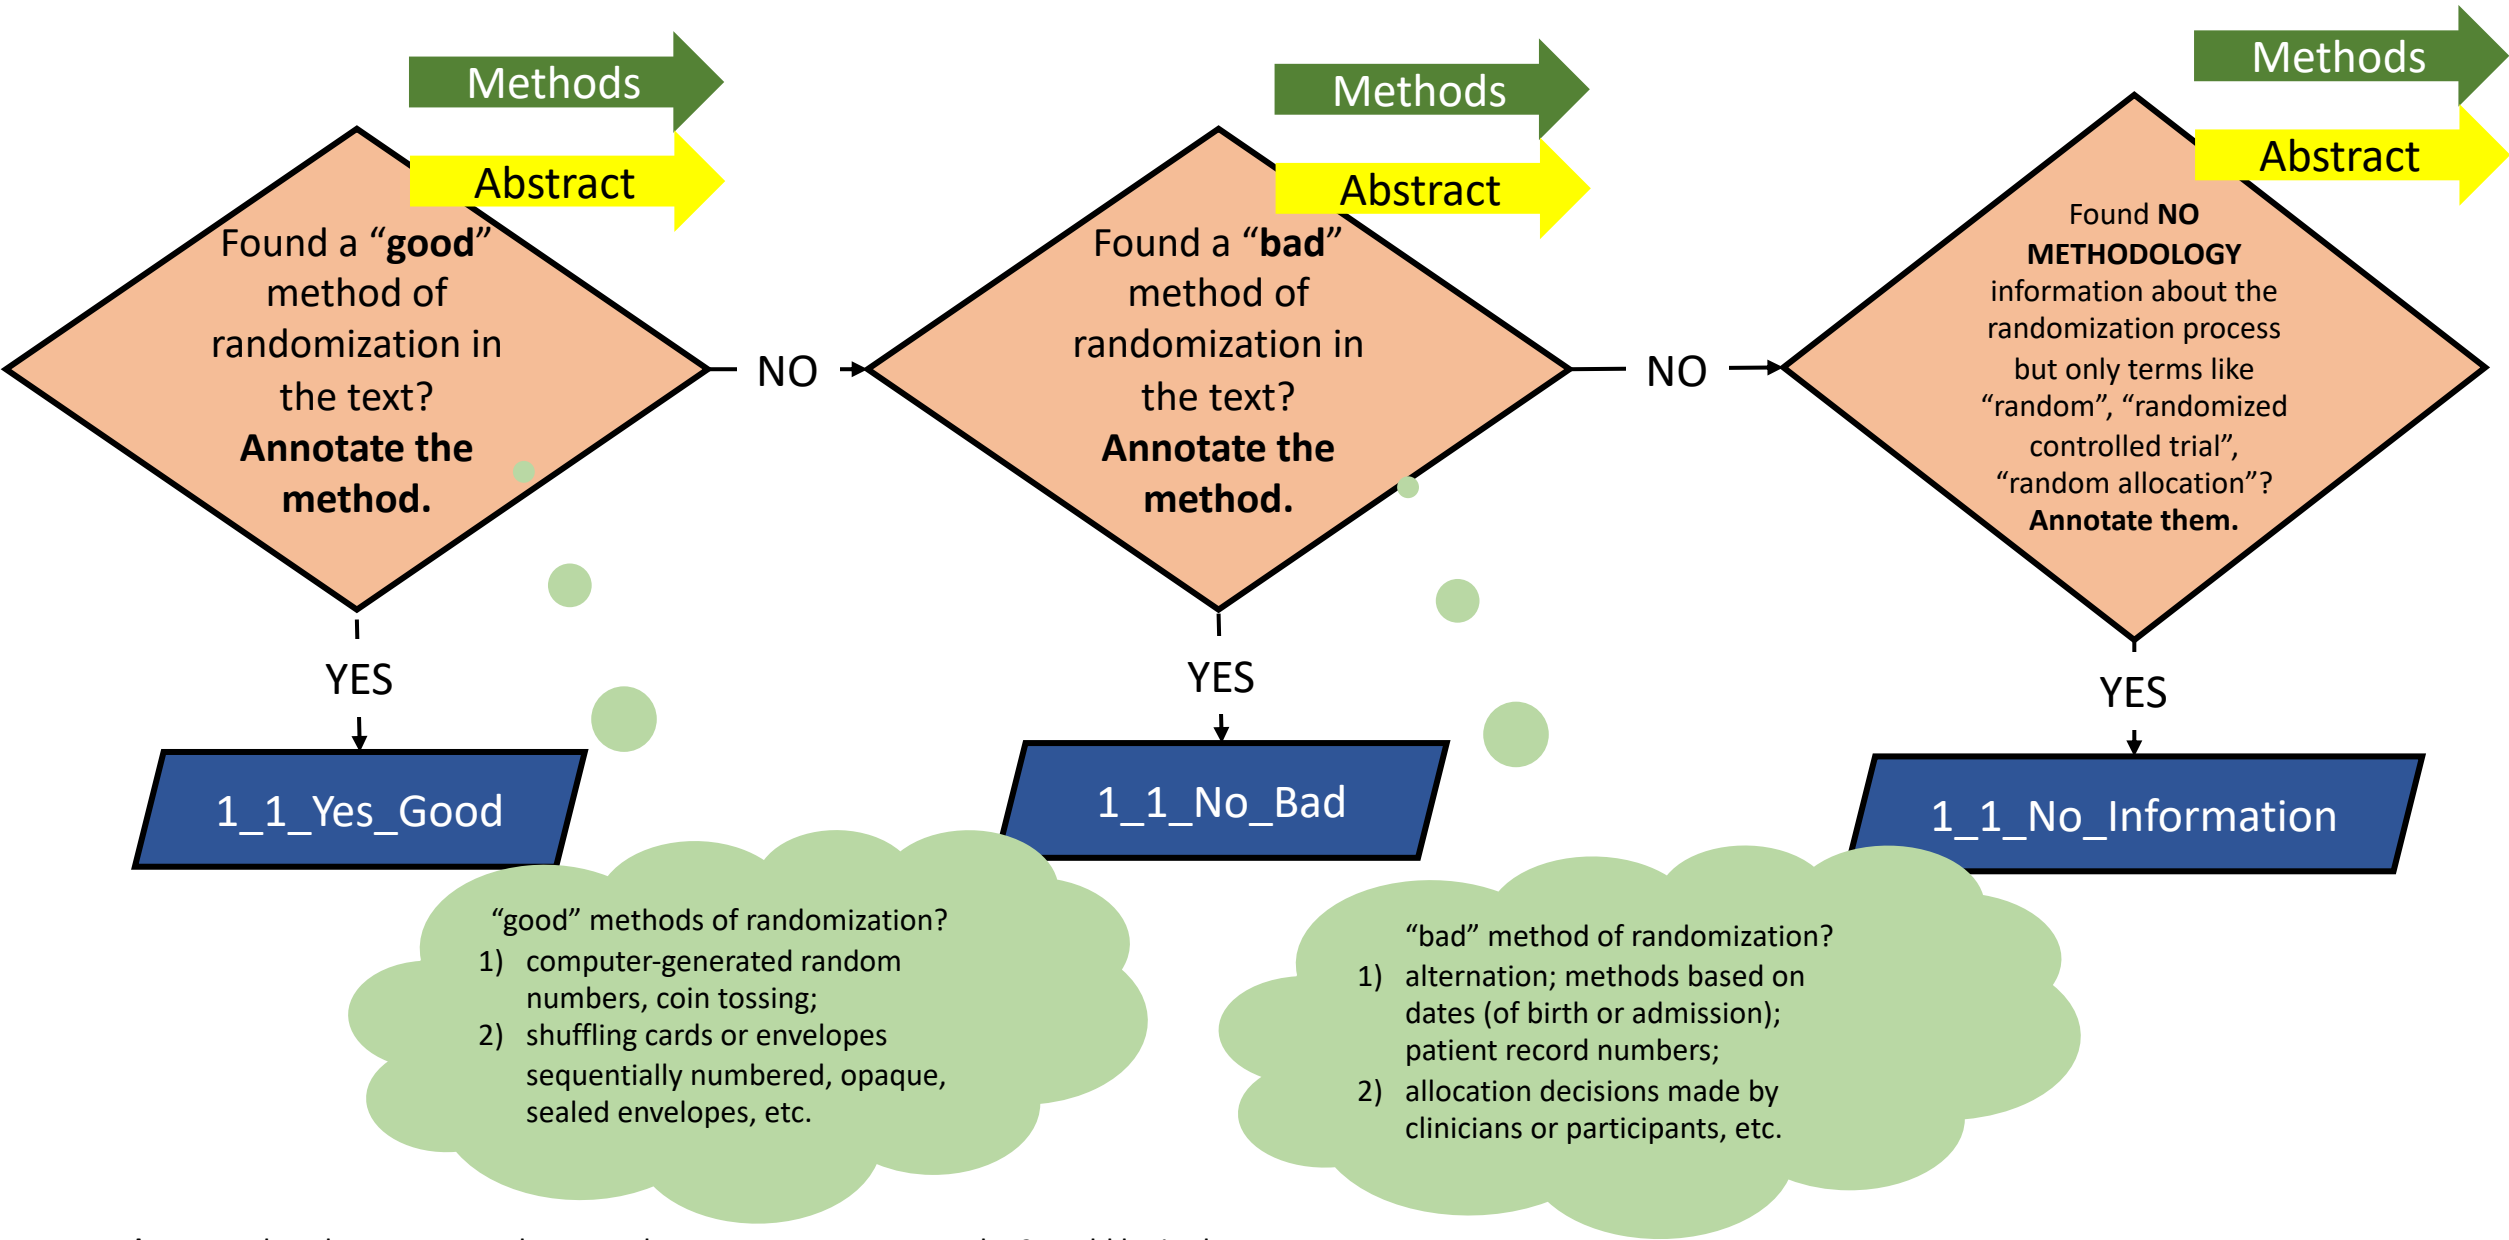 Methods
Abstract
Found a “good”
method of
randomization in
the text?
Annotate the
method.
NO
YES
1_1_Yes_Good
Methods
Abstract
Found a “bad”
method of
randomization in
the text?
Annotate the
method.
NO
YES
1_1_No_Bad
Methods
Abstract
Found NO
METHODOLOGY
information about the
randomization process
but only terms like
“random”, “randomized
controlled trial”,
“random allocation”?
Annotate them.
YES
1_1_No_Information
“good” methods of randomization?
1) computer-generated random
numbers, coin tossing;
2) shuffling cards or envelopes
sequentially numbered, opaque,
sealed envelopes, etc.
“bad” method of randomization?
1) alternation; methods based on
dates (of birth or admission);
patient record numbers;
2) allocation decisions made by
clinicians or participants, etc.